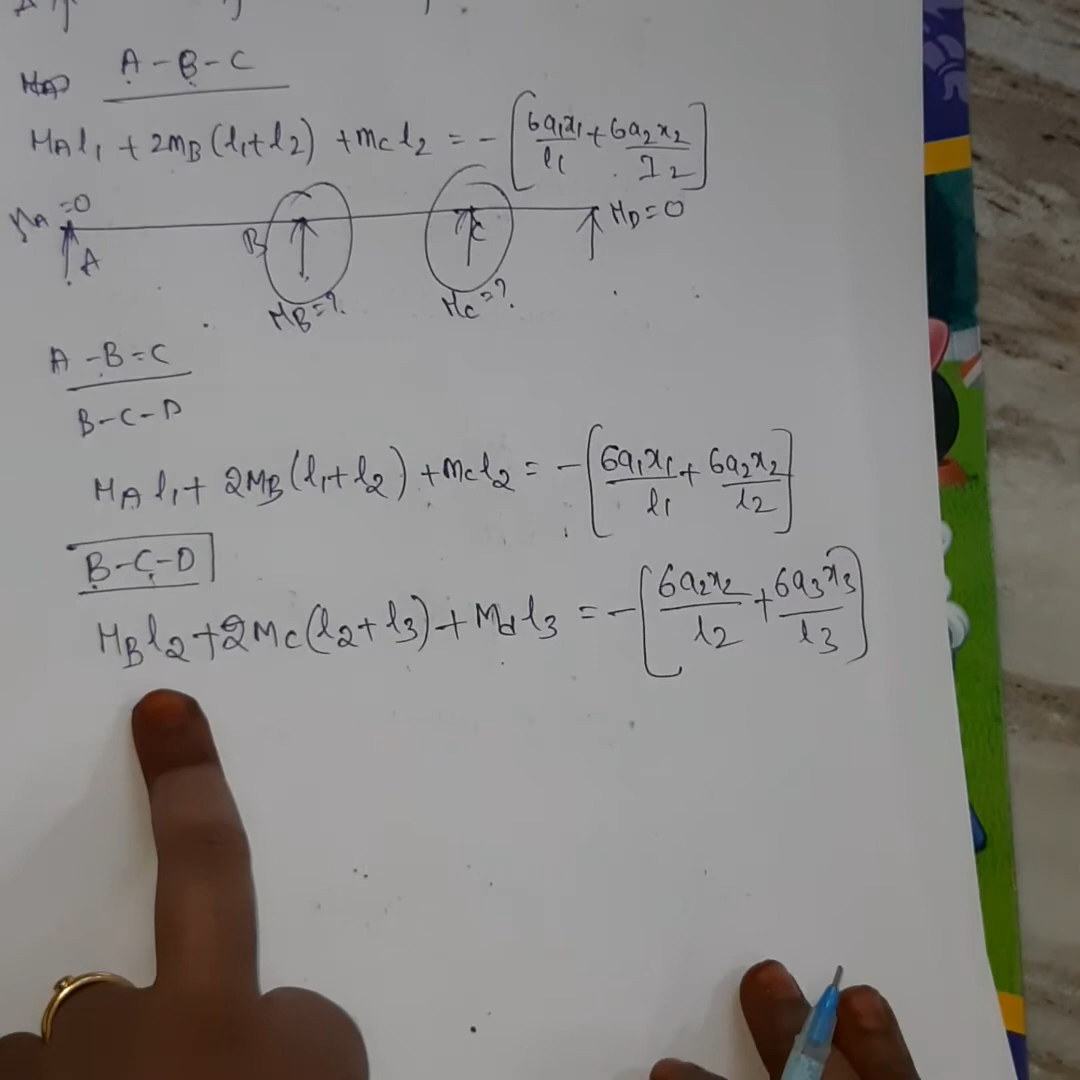 A - B - C
MA l1 + 2MB (l1 + l2) + Mc l2 = - [6a1x1/l1 + 6a2x2/I2]
MA = 0
A
B
C
MD = 0
MB = ?
Mc = ?
A - B = C
B - C - D
MA l1 + 2MB (l1 + l2) + Mc l2 = - [6a1x1/l1 + 6a2x2/l2]
B - C - D
MB l2 + 2Mc (l2 + l3) + Md l3 = - [6a2x2/l2 + 6a3x3/l3]